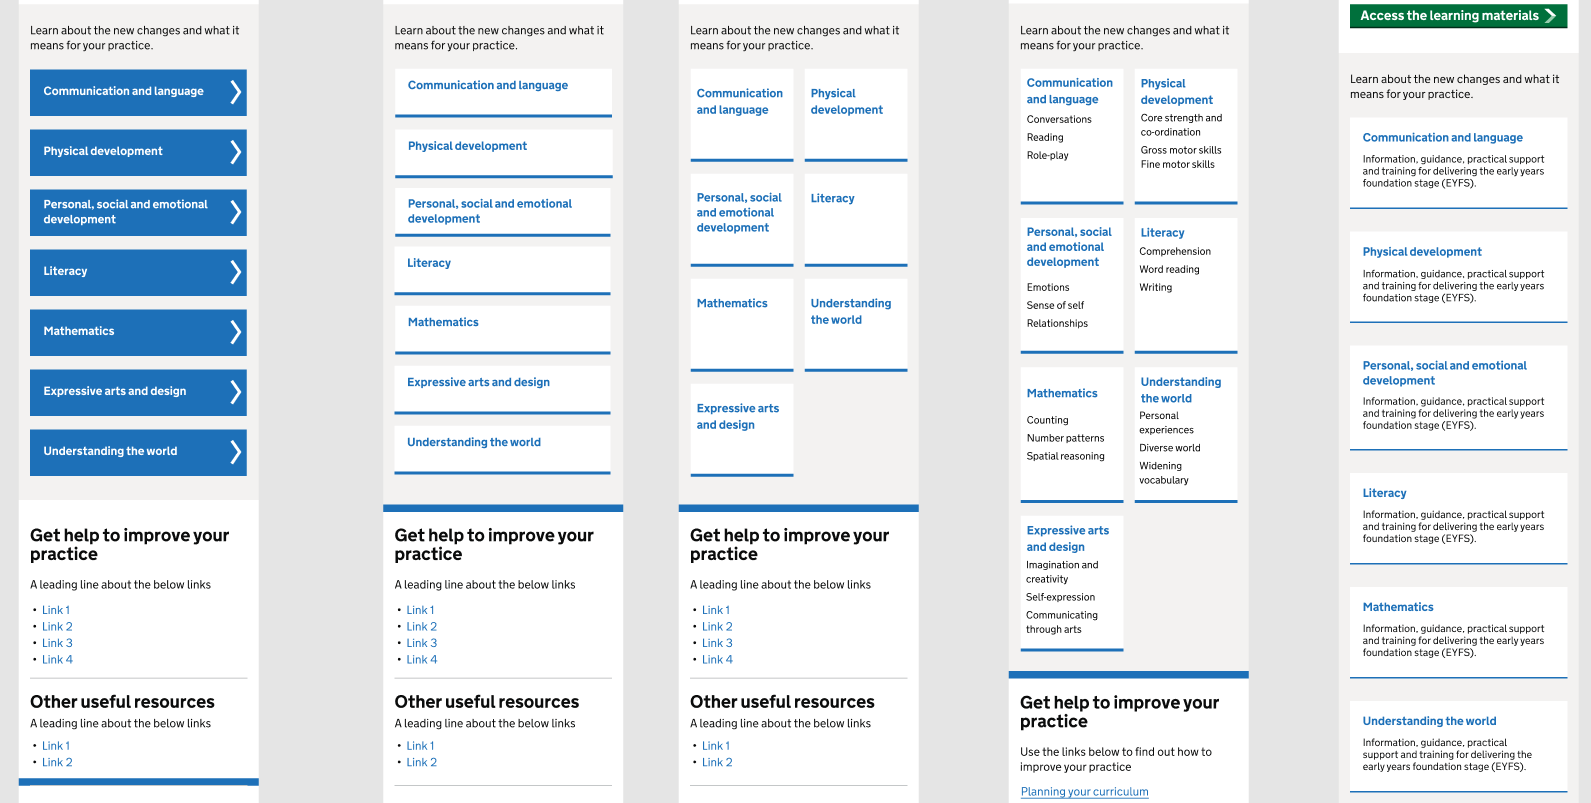 Learn about the new changes and what it
means for your practice.
Communication and language
Physical development
Personal, social and emotional
development
Literacy
Mathematics
Expressive arts and design
Understanding the world
Get help to improve your
practice
A leading line about the below links
• Link 1
• Link 2
• Link 3
• Link 4
Other useful resources
A leading line about the below links
• Link 1
• Link 2
Learn about the new changes and what it
means for your practice.
Communication and language
Physical development
Personal, social and emotional
development
Literacy
Mathematics
Expressive arts and design
Understanding the world
Get help to improve your
practice
A leading line about the below links
• Link 1
• Link 2
• Link 3
• Link 4
Other useful resources
A leading line about the below links
• Link 1
• Link 2
Learn about the new changes and what it
means for your practice.
Communication
and language
Physical
development
Personal, social
and emotional
development
Literacy
Mathematics
Understanding
the world
Expressive arts
and design
Get help to improve your
practice
A leading line about the below links
• Link 1
• Link 2
• Link 3
• Link 4
Other useful resources
A leading line about the below links
• Link 1
• Link 2
Learn about the new changes and what it
means for your practice.
Communication
and language
Conversations
Reading
Role-play
Physical
development
Core strength and
co-ordination
Gross motor skills
Fine motor skills
Personal, social
and emotional
development
Emotions
Sense of self
Relationships
Literacy
Comprehension
Word reading
Writing
Mathematics
Counting
Number patterns
Spatial reasoning
Understanding
the world
Personal
experiences
Diverse world
Widening
vocabulary
Expressive arts
and design
Imagination and
creativity
Self-expression
Communicating
through arts
Get help to improve your
practice
Use the links below to find out how to
improve your practice
Planning your curriculum
Access the learning materials
Learn about the new changes and what it
means for your practice.
Communication and language
Information, guidance, practical support
and training for delivering the early years
foundation stage (EYFS).
Physical development
Information, guidance, practical support
and training for delivering the early years
foundation stage (EYFS).
Personal, social and emotional
development
Information, guidance, practical support
and training for delivering the early years
foundation stage (EYFS).
Literacy
Information, guidance, practical support
and training for delivering the early years
foundation stage (EYFS).
Mathematics
Information, guidance, practical support
and training for delivering the early years
foundation stage (EYFS).
Understanding the world
Information, guidance, practical
support and training for delivering the
early years foundation stage (EYFS).